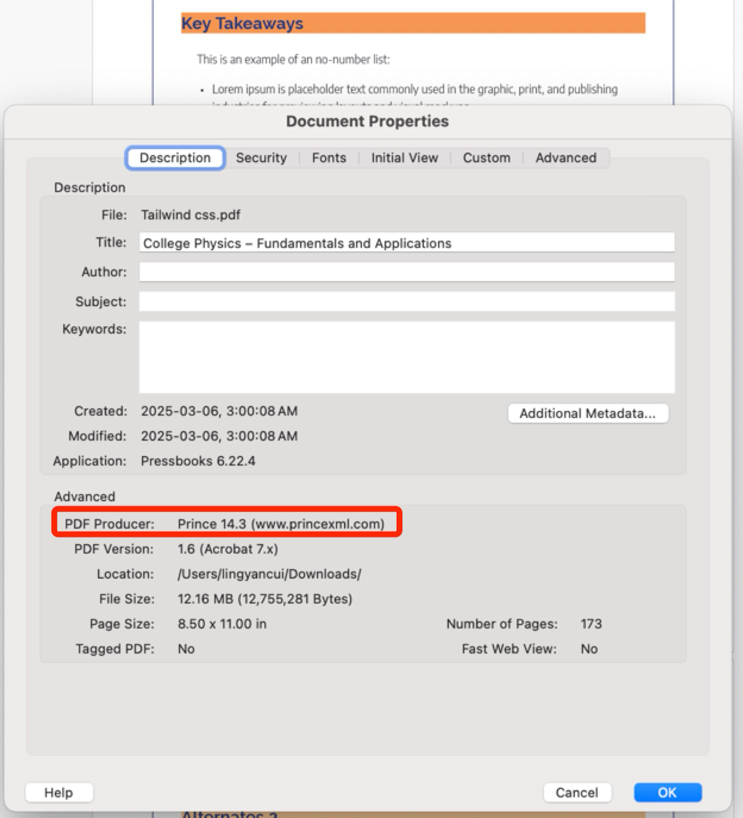 Key Takeaways
This is an example of an no-number list:
• Lorem ipsum is placeholder text commonly used in the graphic, print, and publishing
Document Properties
Description Security Fonts Initial View Custom Advanced
Description
File: Tailwind css.pdf
Title: College Physics – Fundamentals and Applications
Author:
Subject:
Keywords:
Created: 2025-03-06, 3:00:08 AM
Additional Metadata...
Modified: 2025-03-06, 3:00:08 AM
Application: Pressbooks 6.22.4
Advanced
PDF Producer: Prince 14.3 (www.princexml.com)
PDF Version: 1.6 (Acrobat 7.x)
Location: /Users/lingyancui/Downloads/
File Size: 12.16 MB (12,755,281 Bytes)
Page Size: 8.50 x 11.00 in Number of Pages: 173
Tagged PDF: No Fast Web View: No
Help Cancel OK